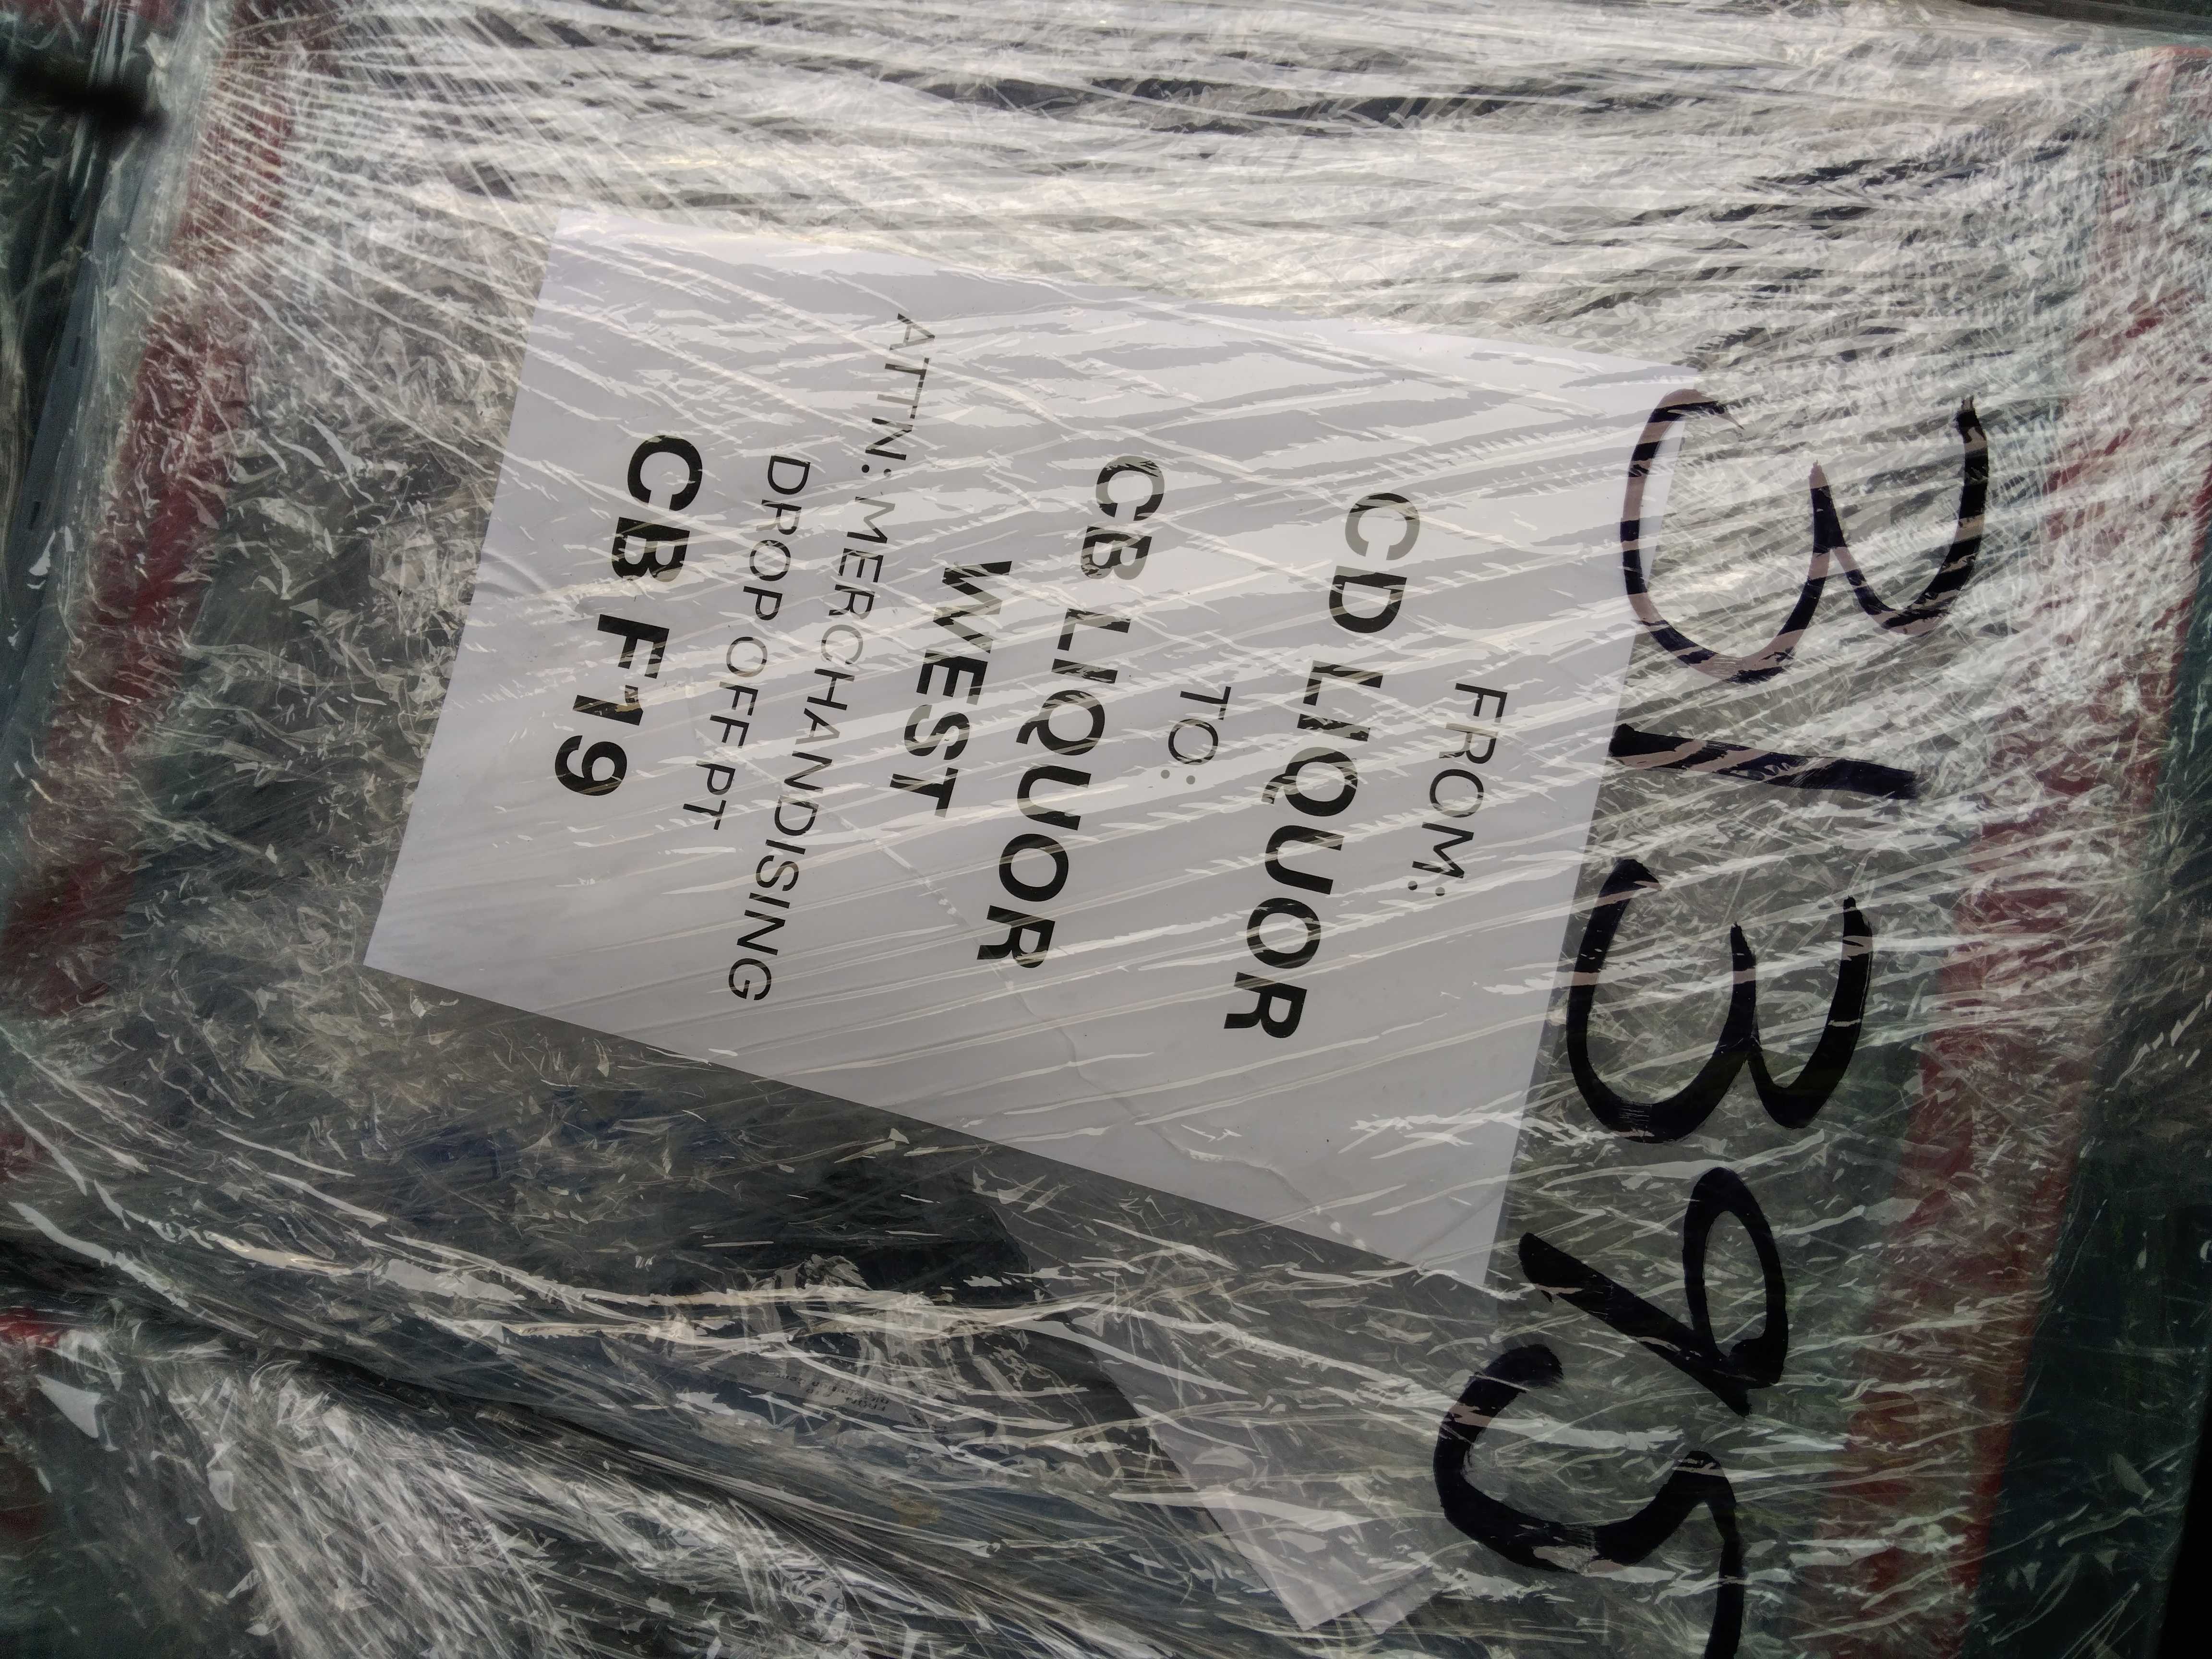 31395
FROM:
CD LIQUOR
TO:
CB LIQUOR
WEST
ATTN: MERCHANDISING
DROP OFF PT
CB F19